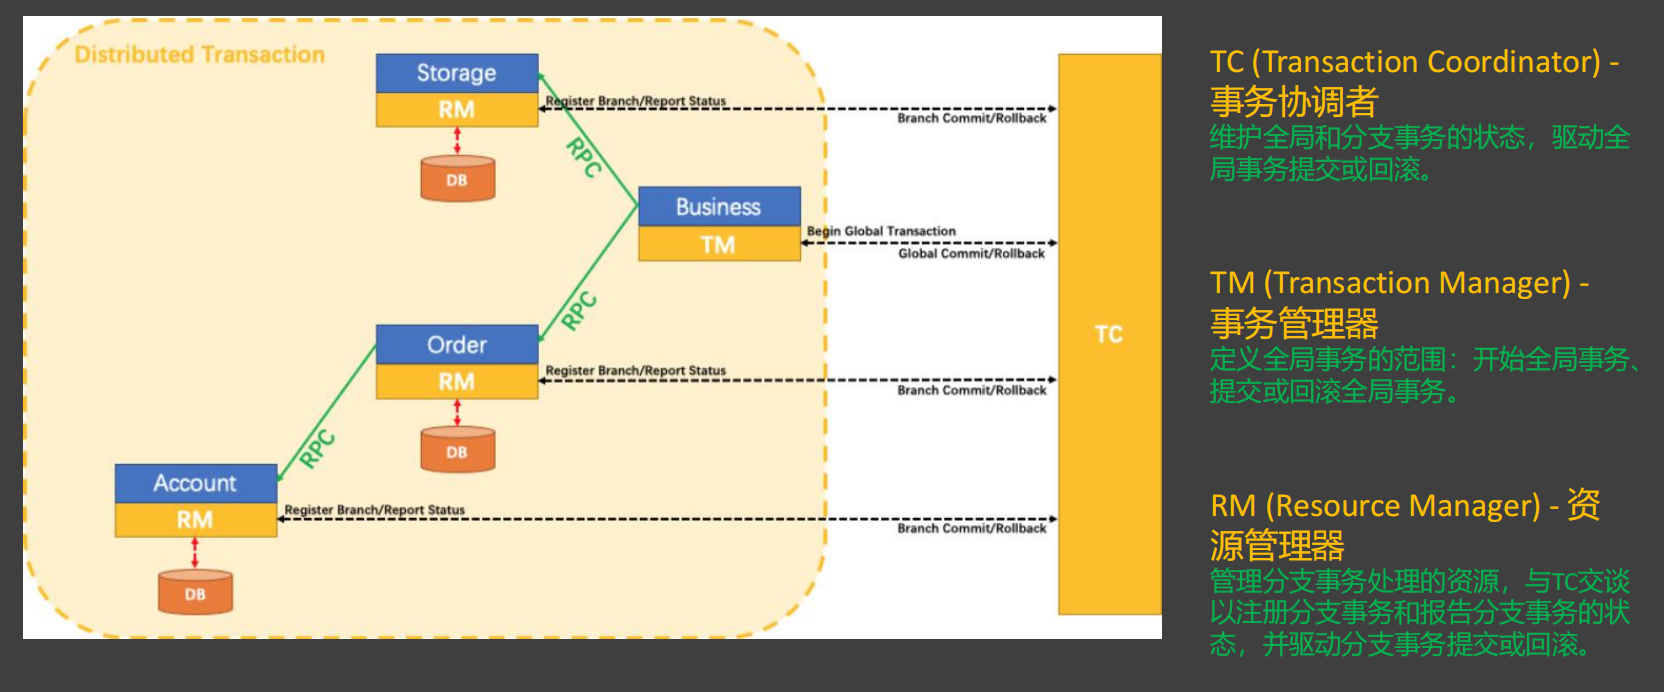 Distributed Transaction
Storage
RM
DB
Register Branch/Report Status
Branch Commit/Rollback
RPC
Business
TM
Begin Global Transaction
Global Commit/Rollback
RPC
Order
RM
DB
Register Branch/Report Status
Branch Commit/Rollback
RPC
Account
RM
DB
Register Branch/Report Status
Branch Commit/Rollback
TC
TC (Transaction Coordinator) -
事务协调者
维护全局和分支事务的状态，驱动全
局事务提交或回滚。
TM (Transaction Manager) -
事务管理器
定义全局事务的范围：开始全局事务、
提交或回滚全局事务。
RM (Resource Manager) - 资
源管理器
管理分支事务处理的资源，与TC交谈
以注册分支事务和报告分支事务的状
态，并驱动分支事务提交或回滚。